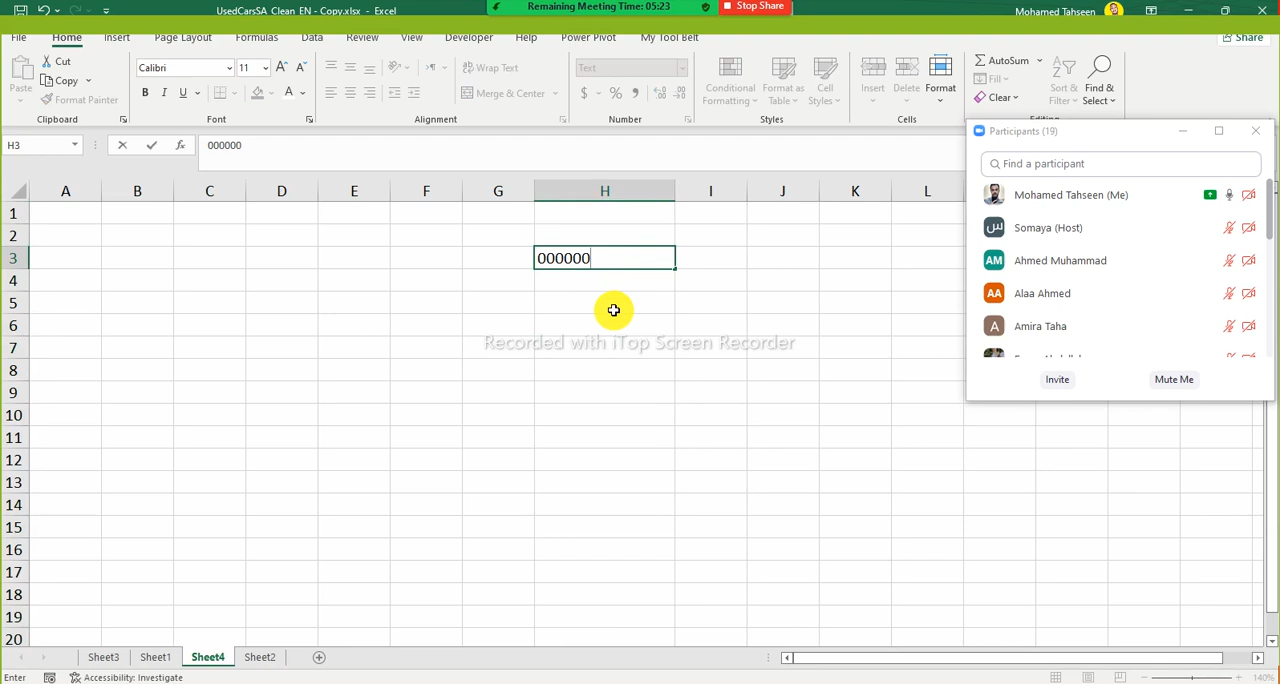 UsedCarsSA_Clean_EN - Copy.xlsx - Excel
Remaining Meeting Time: 05:23
Stop Share
Mohamed Tahseen
File Home Insert Page Layout Formulas Data Review View Developer Help Power Pivot My Tool Belt
Share
Paste
Cut
Copy
Format Painter
Clipboard
Calibri 11
B I U
Font
Wrap Text
Merge & Center
Alignment
Text
$ % ,
Number
Conditional Formatting
Format as Table
Cell Styles
Styles
Insert Delete Format
Cells
AutoSum
Fill
Clear
Sort & Filter
Find & Select
Editing
H3
fx
000000
A B C D E F G H I J K L
1
2
3
000000
4
5
6
7
8
9
10
11
12
13
14
15
16
17
18
19
20
Recorded with iTop Screen Recorder
Participants (19)
Find a participant
Mohamed Tahseen (Me)
س Somaya (Host)
AM Ahmed Muhammad
AA Alaa Ahmed
A Amira Taha
Invite
Mute Me
Sheet3 Sheet1 Sheet4 Sheet2
Enter
Accessibility: Investigate
140%